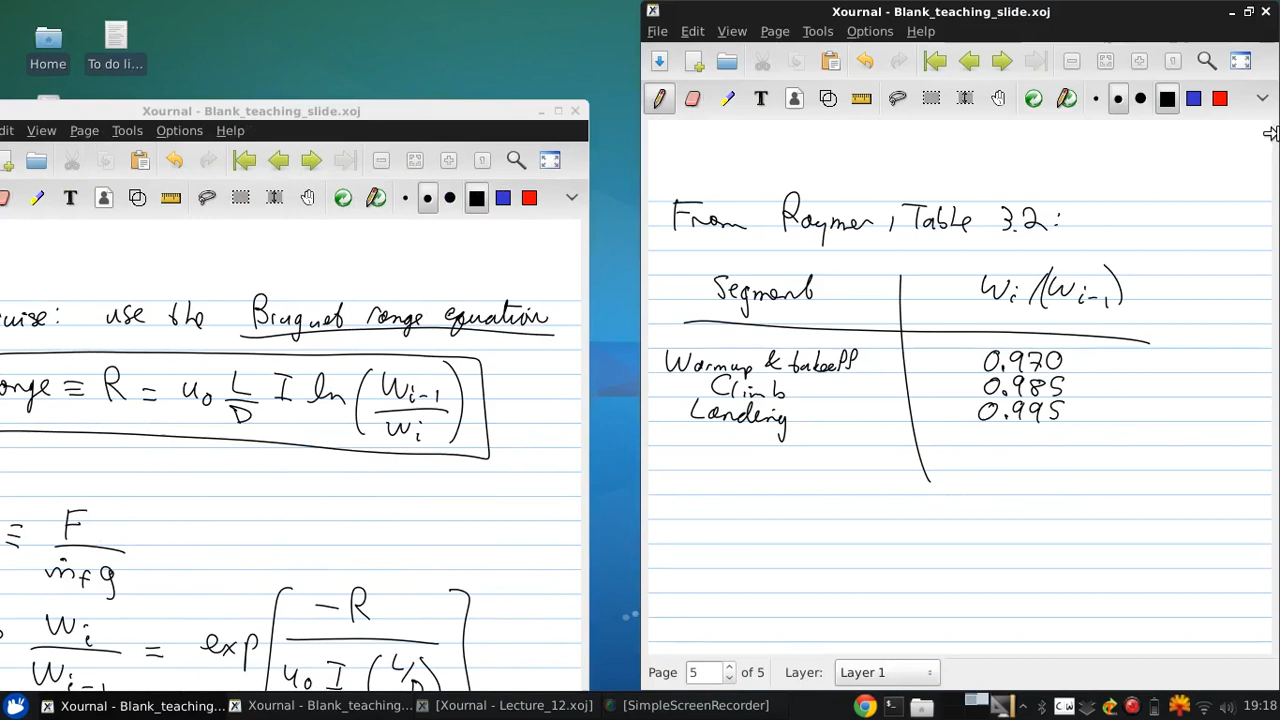 Home
To do li...
Xournal - Blank_teaching_slide.xoj
View Page Tools Options Help
use the Breguet range equation
≡ R = u₀ L/D I ln (Wᵢ₋₁/Wᵢ)
≡ F/ṁ_f g
Wᵢ/Wᵢ₋₁ = exp[-R/u₀ I (L/D)]
Xournal - Blank_teaching_slide.xoj
File Edit View Page Tools Options Help
From Raymer, Table 3.2:
Segment Wᵢ/(Wᵢ₋₁)
Warmup & takeoff 0.970
Climb 0.985
Landing 0.995
Page 5 of 5 Layer: Layer 1
Xournal - Blank_teaching... Xournal - Blank_teaching... [Xournal - Lecture_12.xoj] [SimpleScreenRecorder] 19:18